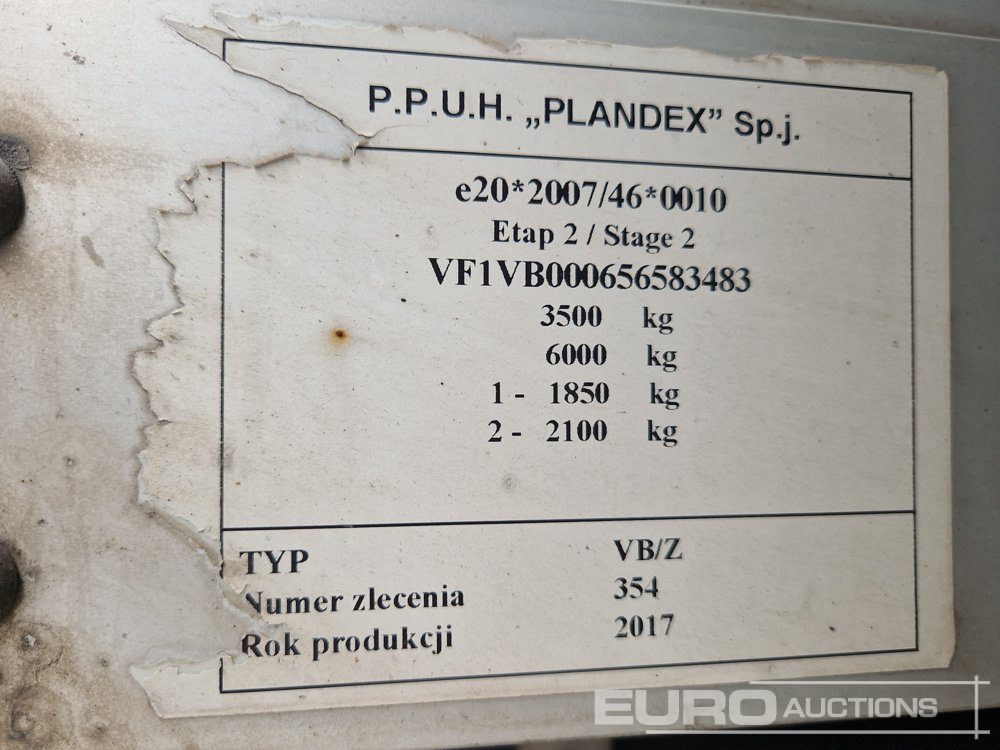 P.P.U.H. „PLANDEX” Sp.j.
e20*2007/46*0010
Etap 2 / Stage 2
VF1VB000656583483
3500 kg
6000 kg
1 - 1850 kg
2 - 2100 kg
TYP VB/Z
Numer zlecenia 354
Rok produkcji 2017
EURO AUCTIONS